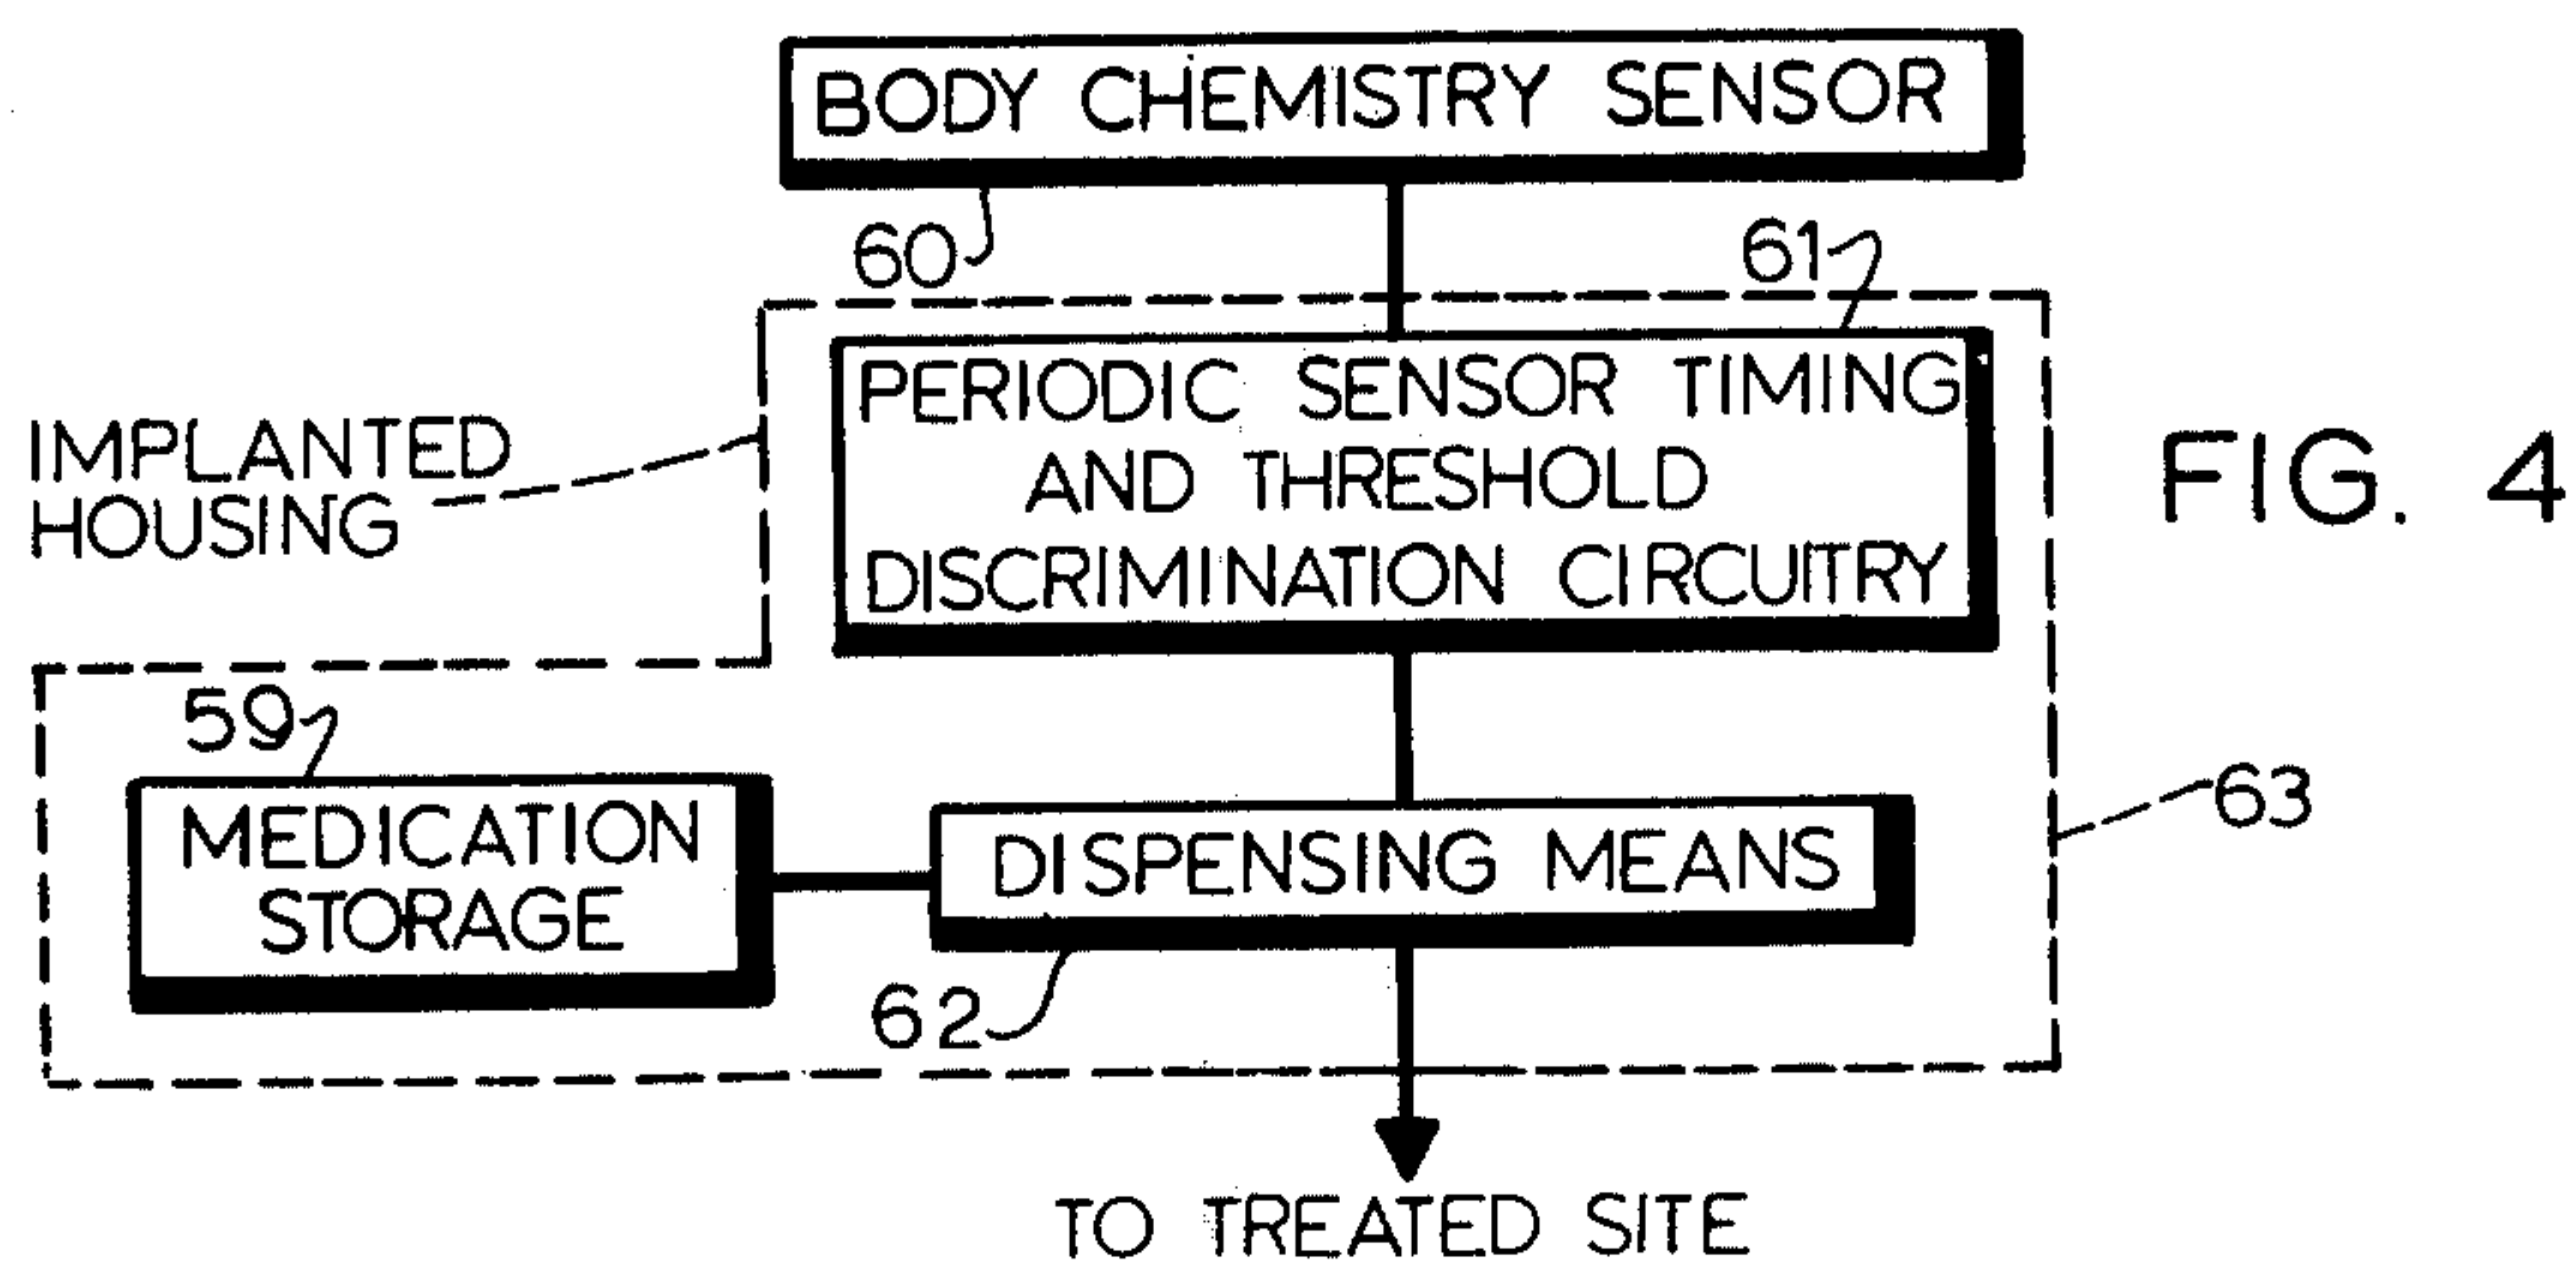 BODY CHEMISTRY SENSOR
60
61
PERIODIC SENSOR TIMING
AND THRESHOLD
DISCRIMINATION CIRCUITRY
IMPLANTED
HOUSING
FIG. 4
59
MEDICATION
STORAGE
DISPENSING MEANS
63
62
TO TREATED SITE